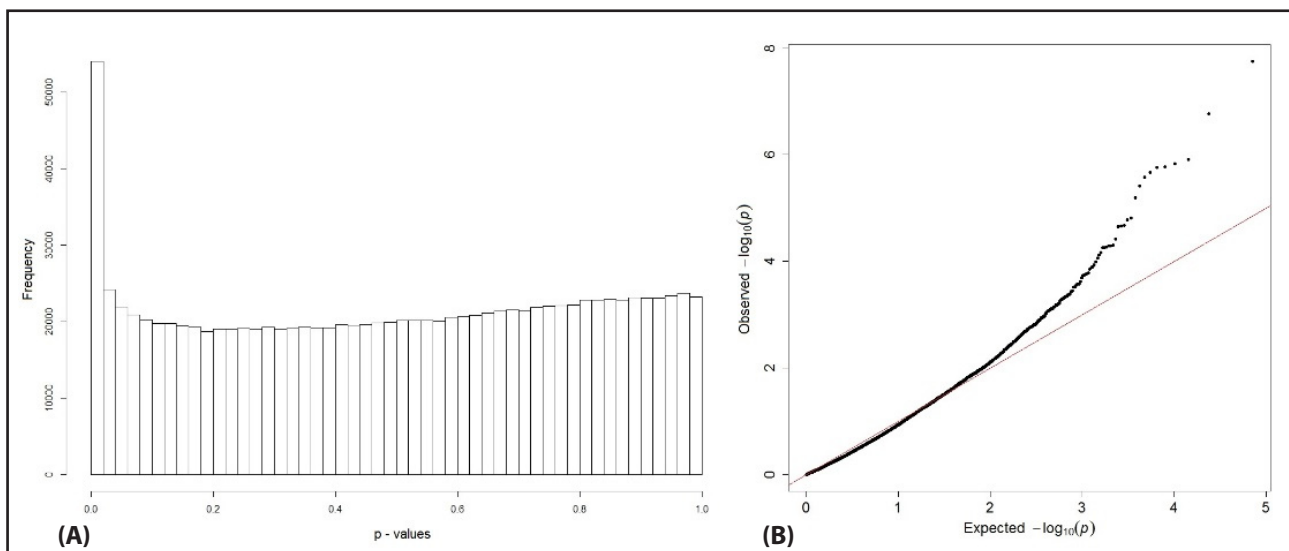 50000
40000
30000
20000
10000
0
Frequency
0.0 0.2 0.4 0.6 0.8 1.0
p - values
(A)
8
6
4
2
0
Observed −log10(p)
0 1 2 3 4 5
Expected −log10(p)
(B)